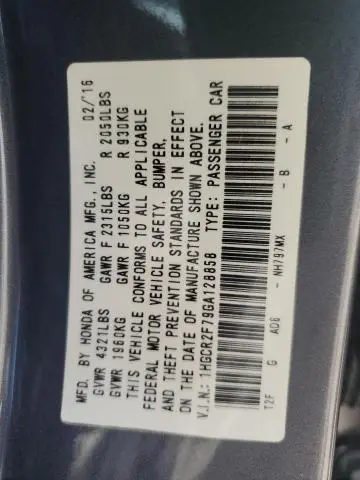 MFD. BY HONDA OF AMERICA MFG., INC. 02/'16
GVWR 4321LBS GAWR F 2315LBS R 2050LBS
GVWR 1960KG GAWR F 1050KG R 930KG
THIS VEHICLE CONFORMS TO ALL APPLICABLE
FEDERAL MOTOR VEHICLE SAFETY, BUMPER,
AND THEFT PREVENTION STANDARDS IN EFFECT
ON THE DATE OF MANUFACTURE SHOWN ABOVE.
V.I.N.: 1HGCR2F79GA128858 TYPE: PASSENGER CAR
T2F G AD6 - NH797MX - B - A